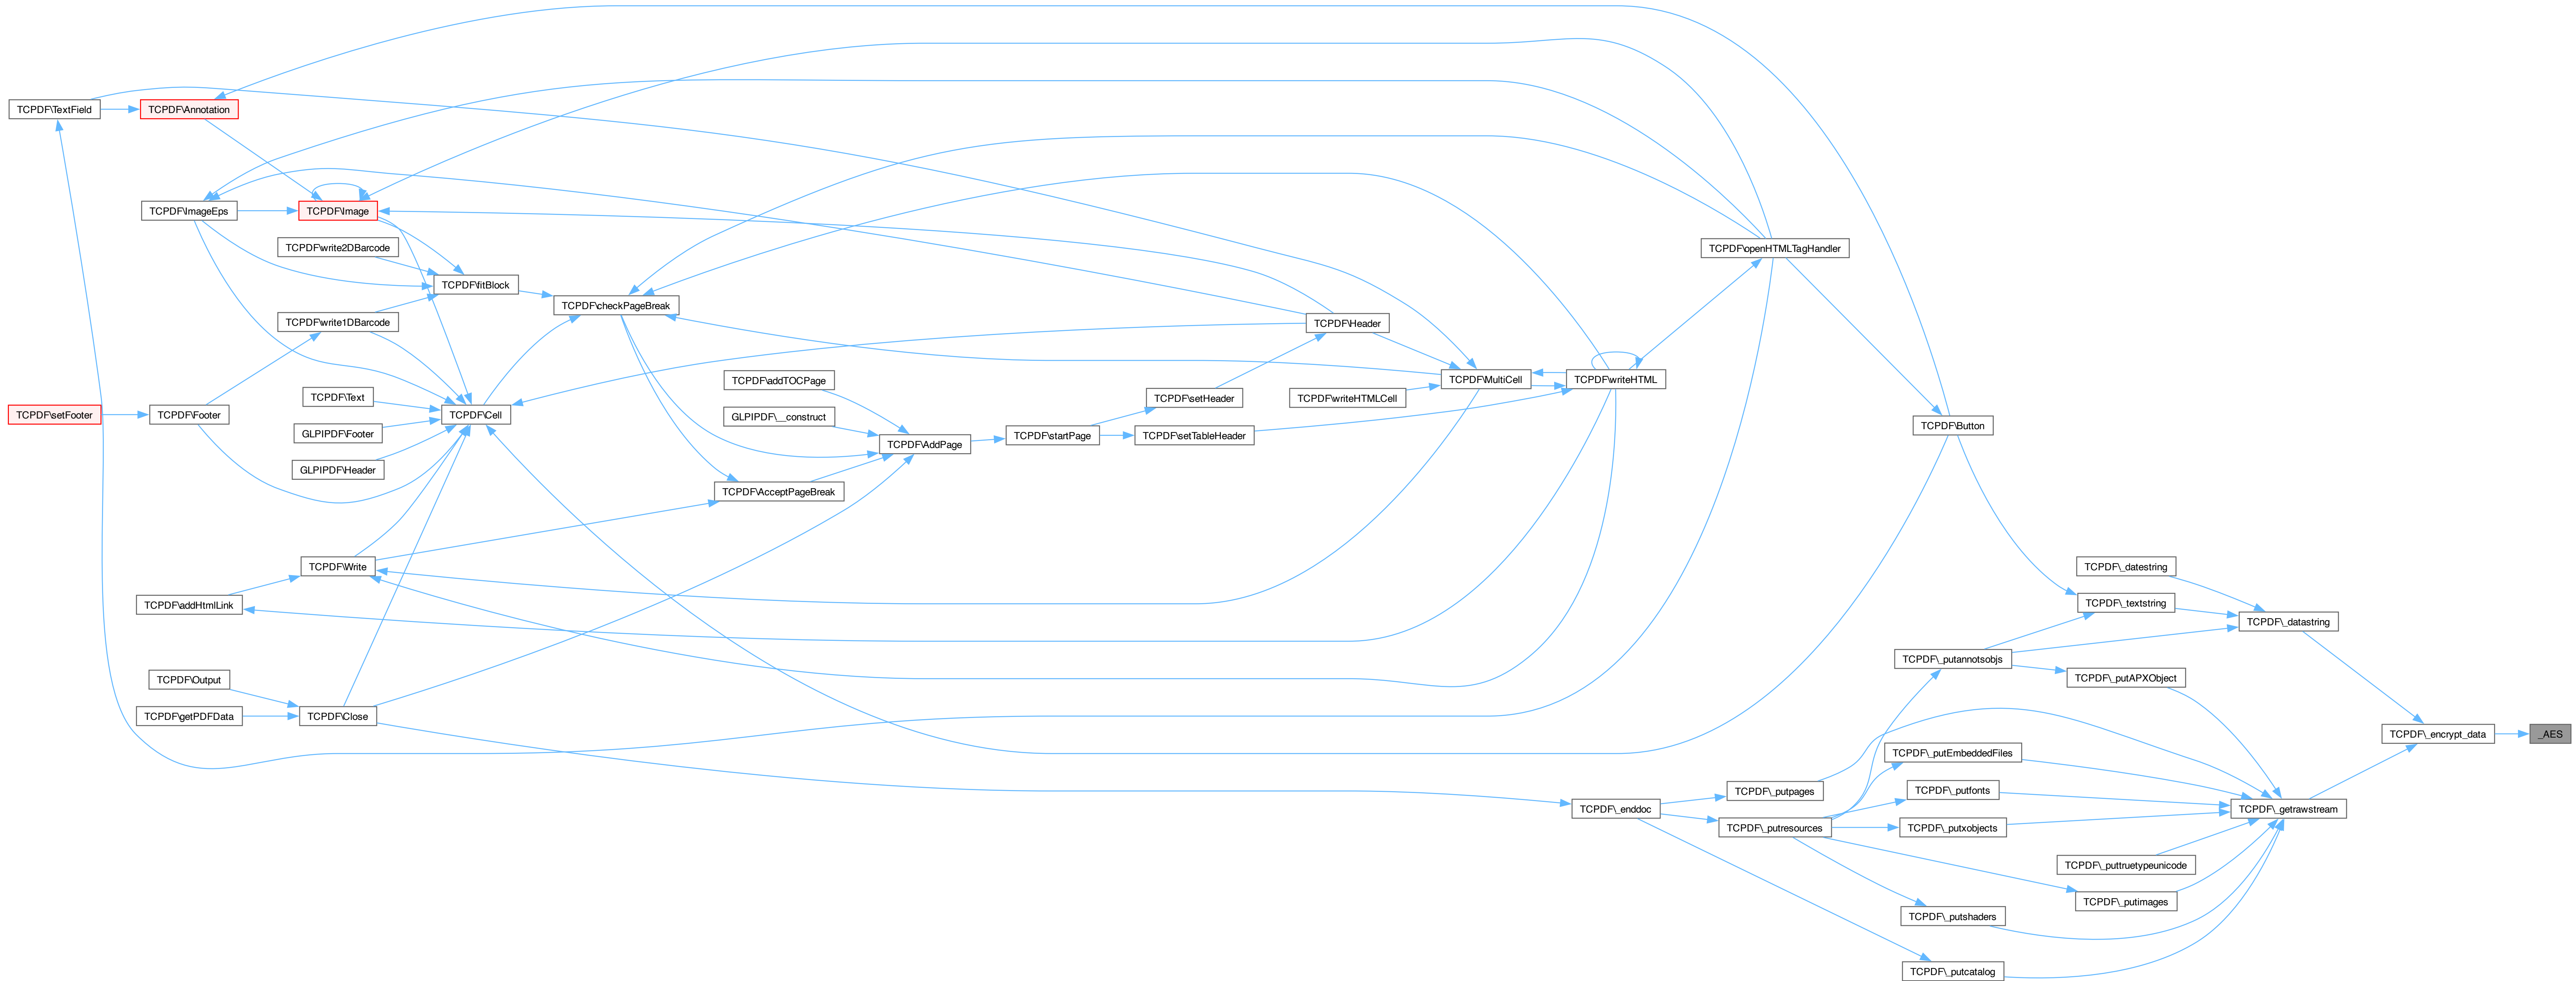 TCPDF\TextField
TCPDF\Annotation
TCPDF\ImageEps
TCPDF\Image
TCPDF\write2DBarcode
TCPDF\openHTMLTagHandler
TCPDF\fitBlock
TCPDF\checkPageBreak
TCPDF\write1DBarcode
TCPDF\Header
TCPDF\addTOCPage
TCPDF\MultiCell
TCPDF\writeHTML
TCPDF\Text
TCPDF\setHeader
TCPDF\writeHTMLCell
TCPDF\setFooter
TCPDF\Footer
TCPDF\Cell
GLPIPDF\__construct
TCPDF\Button
GLPIPDF\Footer
TCPDF\AddPage
TCPDF\startPage
TCPDF\setTableHeader
GLPIPDF\Header
TCPDF\AcceptPageBreak
TCPDF\Write
TCPDF\_datestring
TCPDF\addHtmlLink
TCPDF\_textstring
TCPDF\_datastring
TCPDF\_putannotsobjs
TCPDF\Output
TCPDF\_putAPXObject
TCPDF\getPDFData
TCPDF\Close
TCPDF\_encrypt_data
_AES
TCPDF\_putEmbeddedFiles
TCPDF\_putpages
TCPDF\_putfonts
TCPDF\_enddoc
TCPDF\_getrawstream
TCPDF\_putresources
TCPDF\_putxobjects
TCPDF\_puttruetypeunicode
TCPDF\_putimages
TCPDF\_putshaders
TCPDF\_putcatalog